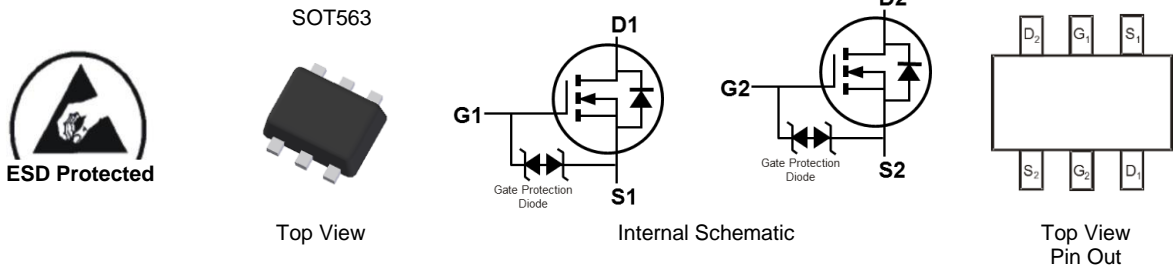 ESD Protected
SOT563
Top View
D1
G1
Gate Protection
Diode
S1
D2
G2
Gate Protection
Diode
S2
Internal Schematic
D2 G1 S1
S2 G2 D1
Top View
Pin Out